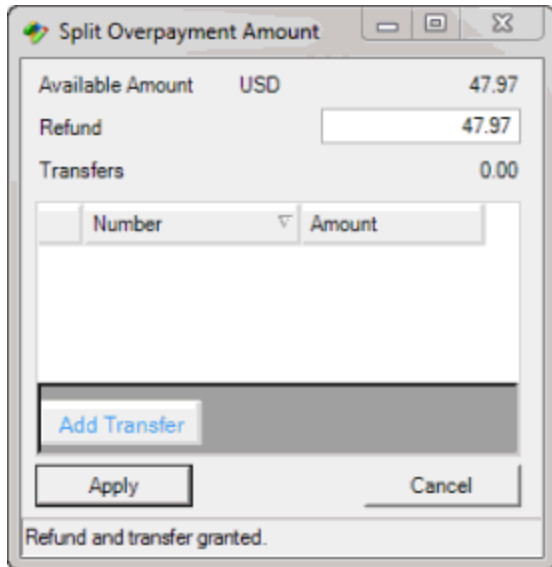 Split Overpayment Amount
Available Amount USD 47.97
Refund 47.97
Transfers 0.00
Number Amount
Add Transfer
Apply Cancel
Refund and transfer granted.